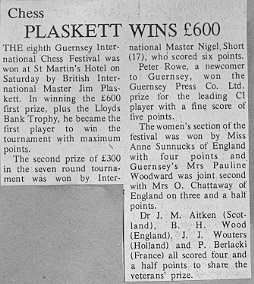 Chess
PLASKETT WINS £600
THE eighth Guernsey Inter-
national Chess Festival was
won at St Martin's Hotel on
Saturday by British Inter-
national Master Jim Plas-
kett. In winning the £600
first prize, plus the Lloyds
Bank Trophy, he became the
first player to win the
tournament with maximum
points.
The second prize of £300
in the seven round tourna-
ment was won by Inter-
national Master Nigel, Short
(17), who scored six points.
Peter Rowe, a newcomer
to Guernsey, won the
Guernsey Press Co.. Ltd.
prize for the leading CI
player with a fine score of
five points.
The women's section of the
festival was won by Miss
Anne Sunnucks of England
with four points and
Guernsey's Mrs Pauline
Woodward was joint second
with Mrs O. Chattaway of
England on three and a half
points.
Dr J. M. Aitken (Scot-
land), B. H. Wood
(England), J. J. Wouters
(Holland) and P. Berlacki
(France) all scored four and
a half points to share the
veterans' prize.